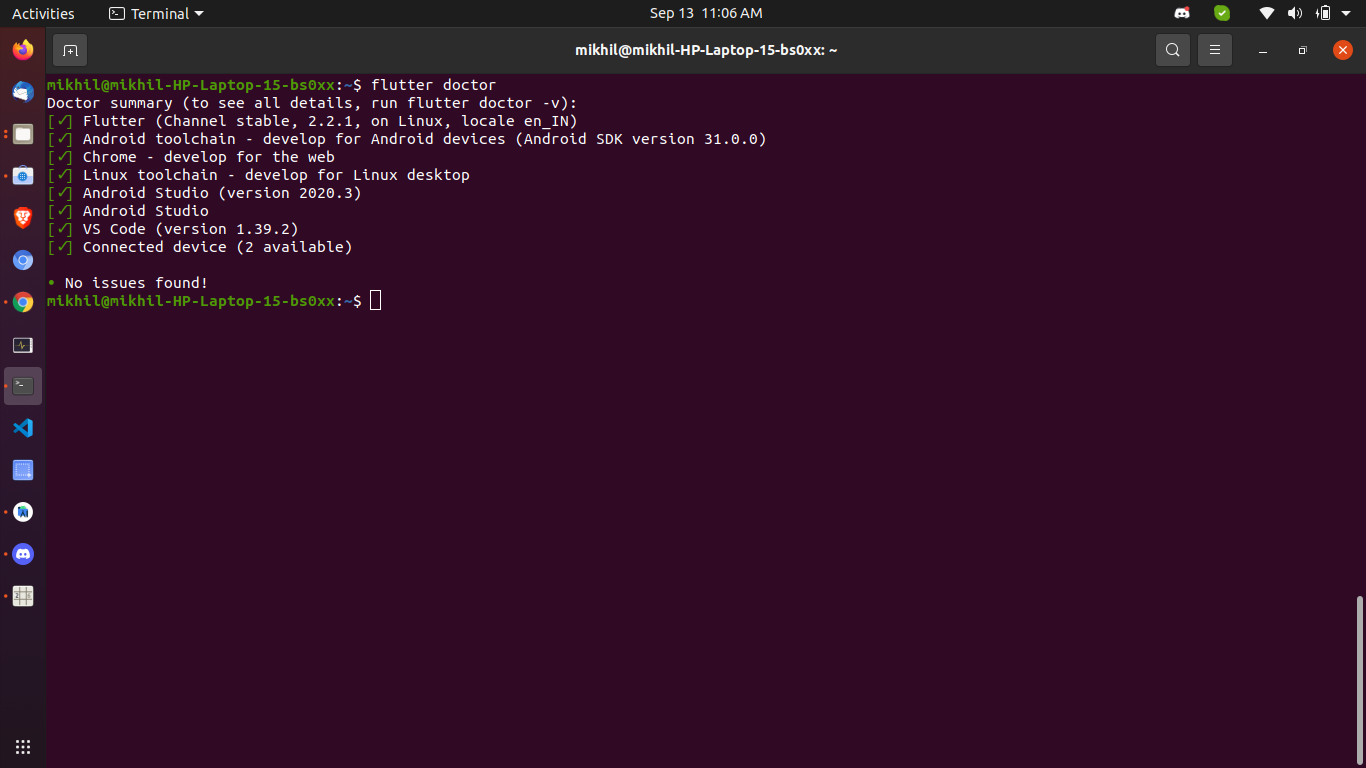 Activities
Terminal
Sep 13 11:06 AM
mikhil@mikhil-HP-Laptop-15-bs0xx: ~
mikhil@mikhil-HP-Laptop-15-bs0xx:~$ flutter doctor
Doctor summary (to see all details, run flutter doctor -v):
[✓] Flutter (Channel stable, 2.2.1, on Linux, locale en_IN)
[✓] Android toolchain - develop for Android devices (Android SDK version 31.0.0)
[✓] Chrome - develop for the web
[✓] Linux toolchain - develop for Linux desktop
[✓] Android Studio (version 2020.3)
[✓] Android Studio
[✓] VS Code (version 1.39.2)
[✓] Connected device (2 available)
• No issues found!
mikhil@mikhil-HP-Laptop-15-bs0xx:~$